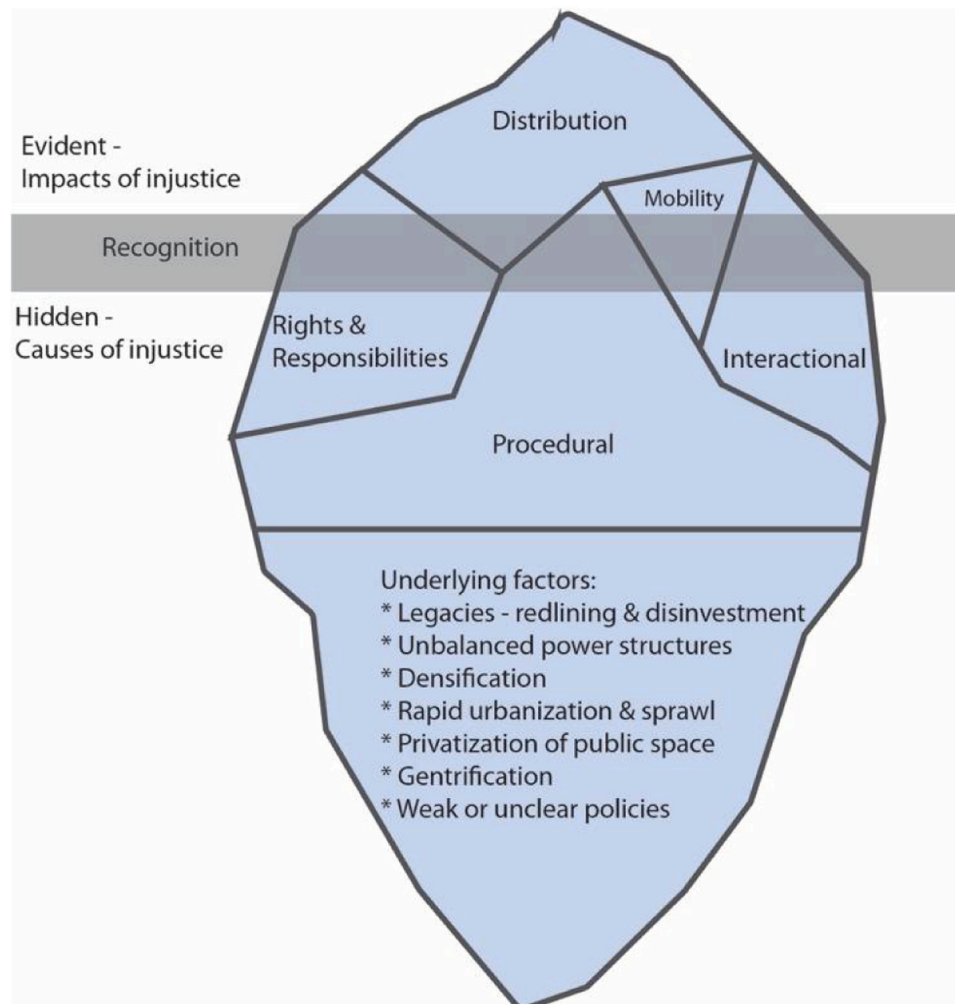 Distribution
Evident -
Impacts of injustice
Mobility
Recognition
Hidden -
Causes of injustice
Rights &
Responsibilities
Interactional
Procedural
Underlying factors:
* Legacies - redlining & disinvestment
* Unbalanced power structures
* Densification
* Rapid urbanization & sprawl
* Privatization of public space
* Gentrification
* Weak or unclear policies